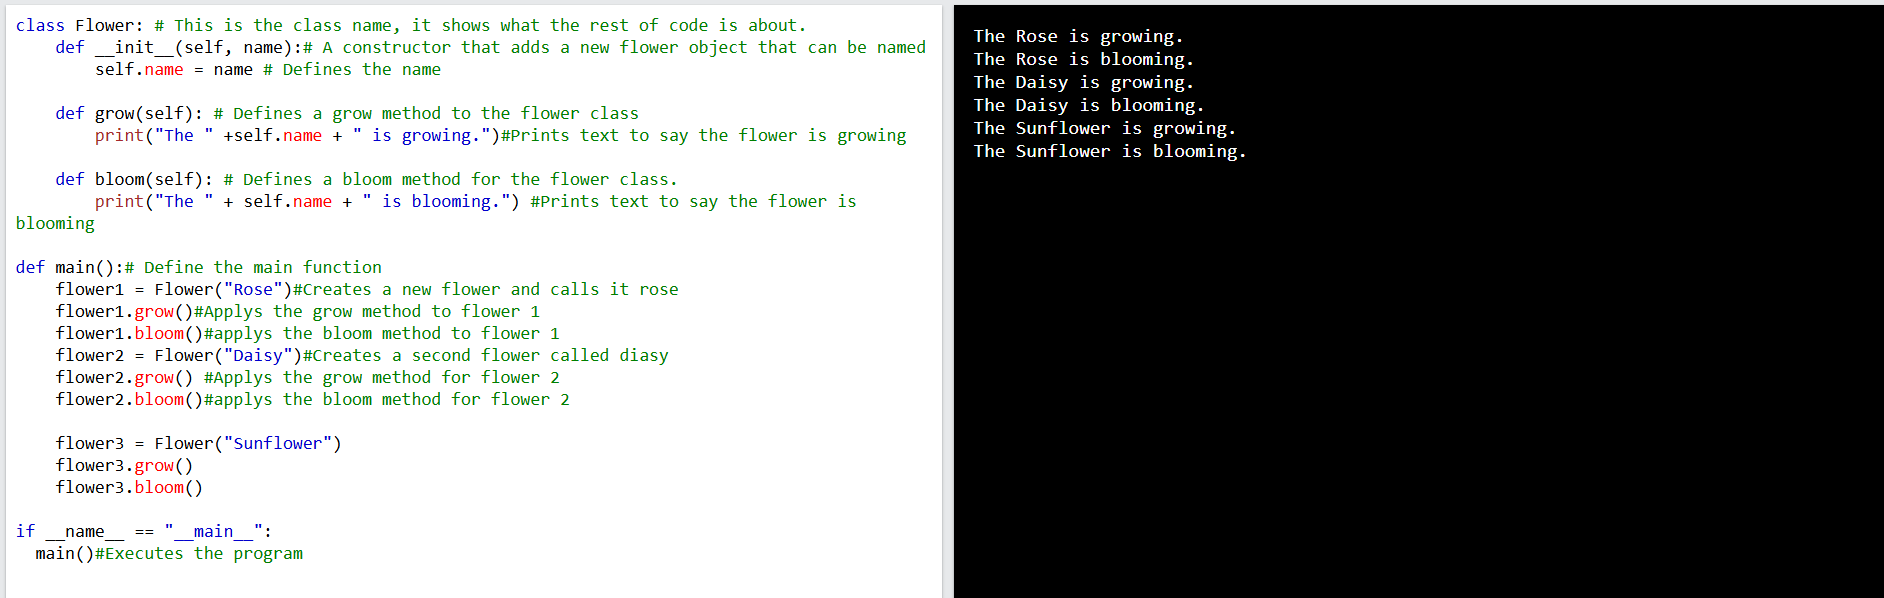 class Flower: # This is the class name, it shows what the rest of code is about.
    def __init__(self, name):# A constructor that adds a new flower object that can be named
        self.name = name # Defines the name
    def grow(self): # Defines a grow method to the flower class
        print("The " +self.name + " is growing.")#Prints text to say the flower is growing
    def bloom(self): # Defines a bloom method for the flower class.
        print("The " + self.name + " is blooming.") #Prints text to say the flower is
blooming
def main():# Define the main function
    flower1 = Flower("Rose")#Creates a new flower and calls it rose
    flower1.grow()#Applys the grow method to flower 1
    flower1.bloom()#applys the bloom method to flower 1
    flower2 = Flower("Daisy")#Creates a second flower called diasy
    flower2.grow() #Applys the grow method for flower 2
    flower2.bloom()#applys the bloom method for flower 2
    flower3 = Flower("Sunflower")
    flower3.grow()
    flower3.bloom()
if __name__ == "__main__":
  main()#Executes the program
The Rose is growing.
The Rose is blooming.
The Daisy is growing.
The Daisy is blooming.
The Sunflower is growing.
The Sunflower is blooming.